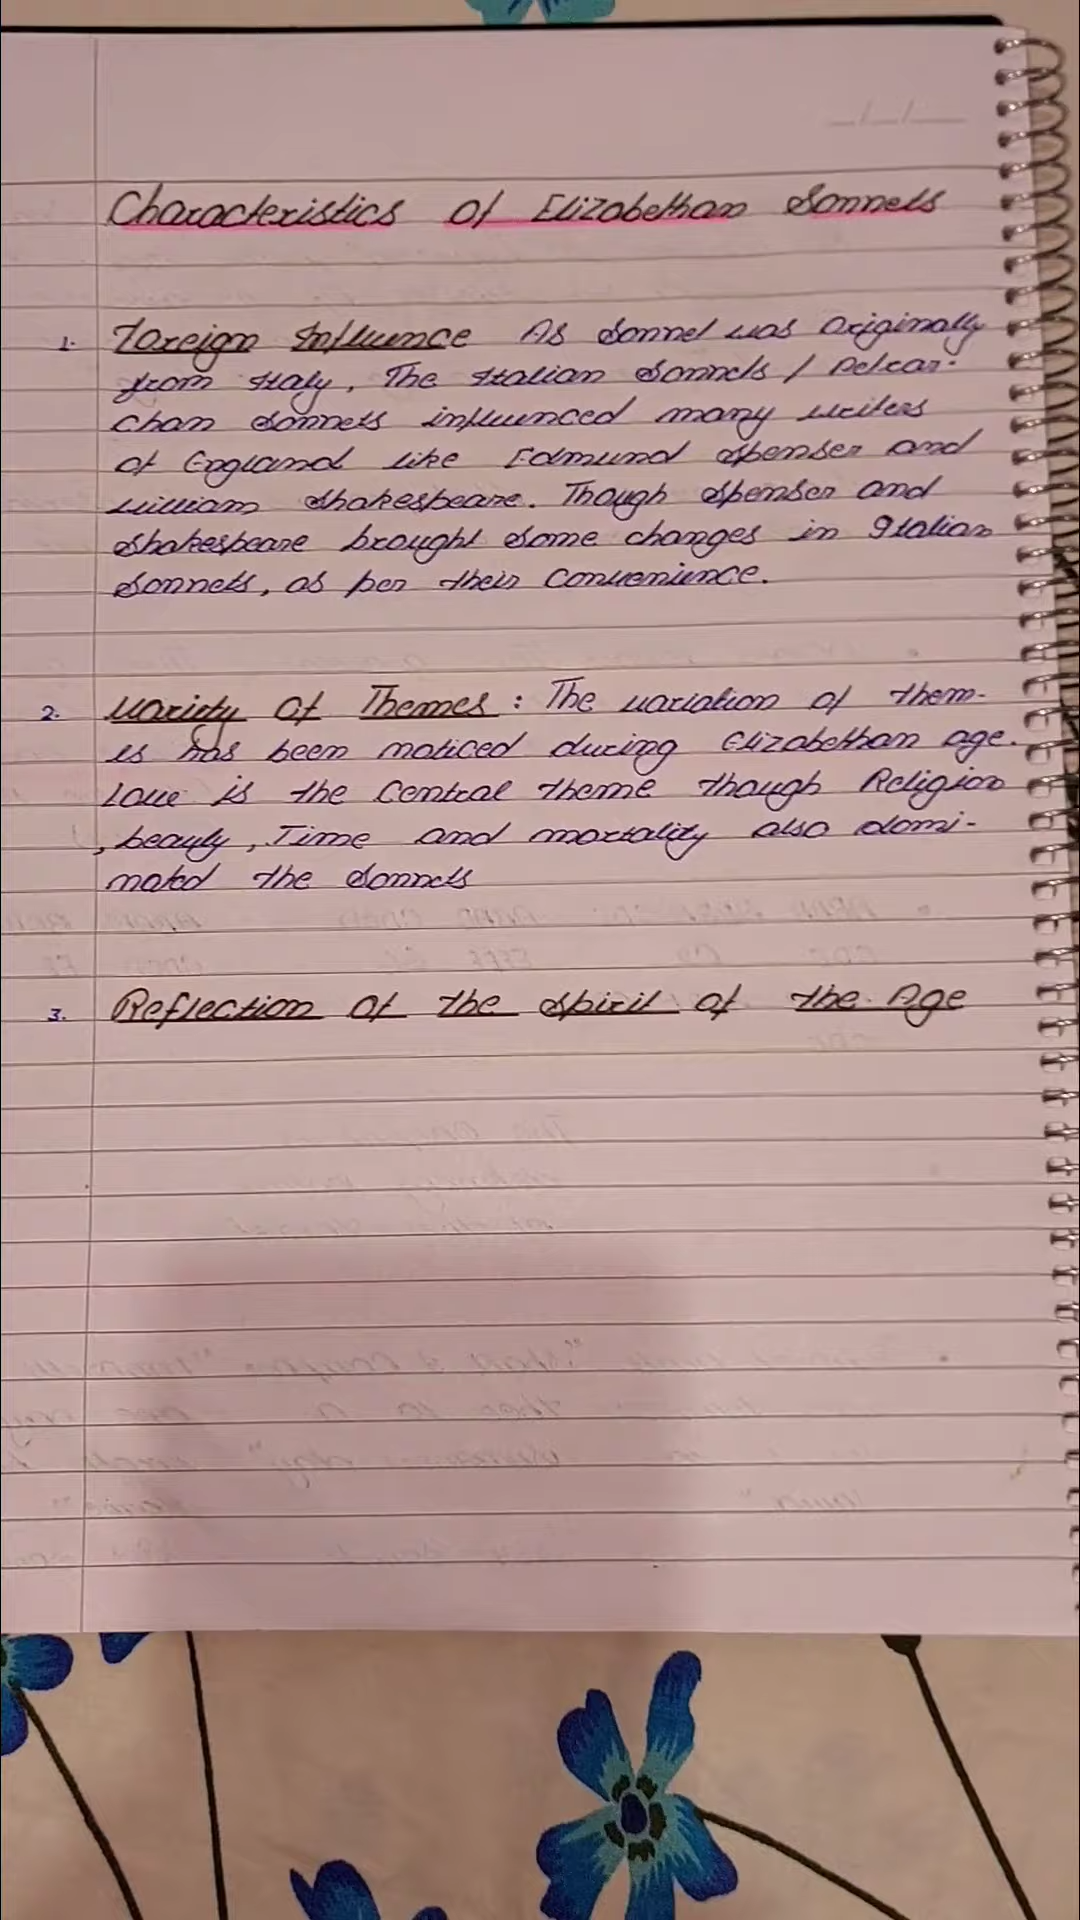 Characteristics of Elizabethan Sonnets
1. Foreign Influence As Sonnet was Originally
from Italy, The Italian Sonnets / Petrar-
chan Sonnets influenced many writers
of England like Edmund Spenser and
William Shakespeare. Though Spenser and
Shakespeare brought Some changes in Italian
Sonnets, as per their Convenience.
2. Variety Of Themes : The variation of them-
es has been noticed during Elizabethan age.
Love is the Central theme though Religion
, beauty, Time and mortality also domi-
nated the Sonnets
3. Reflection Of the Spirit of the Age